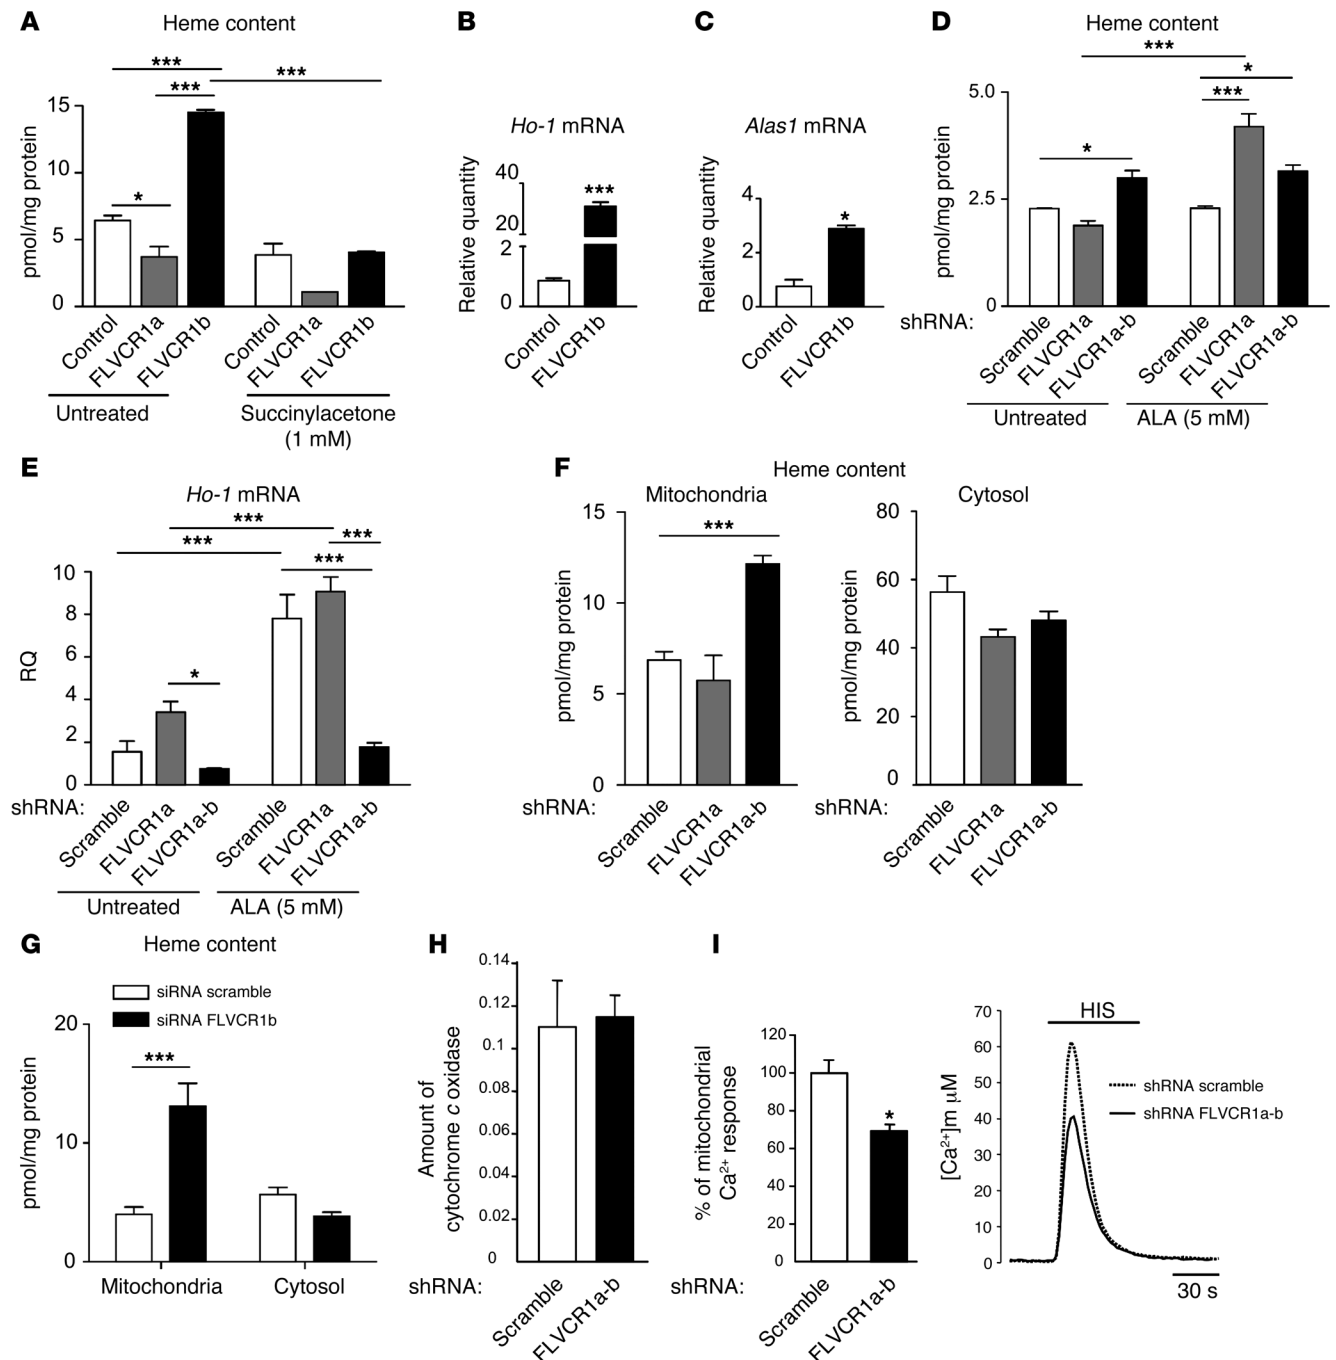 A
Heme content
***
***
***
*
pmol/mg protein
15
10
5
0
Control
FLVCR1a
FLVCR1b
Control
FLVCR1a
FLVCR1b
Untreated
Succinylacetone
(1 mM)
B
Ho-1 mRNA
Relative quantity
40
20
2
0
***
Control
FLVCR1b
C
Alas1 mRNA
Relative quantity
4
2
0
*
Control
FLVCR1b
D
Heme content
***
*
***
*
pmol/mg protein
5.0
2.5
0
shRNA:
Scramble
FLVCR1a
FLVCR1a-b
Scramble
FLVCR1a
FLVCR1a-b
Untreated
ALA (5 mM)
E
Ho-1 mRNA
***
***
***
***
*
RQ
10
8
6
4
2
0
shRNA:
Scramble
FLVCR1a
FLVCR1a-b
Scramble
FLVCR1a
FLVCR1a-b
Untreated
ALA (5 mM)
F
Heme content
Mitochondria
***
pmol/mg protein
15
10
5
0
shRNA:
Scramble
FLVCR1a
FLVCR1a-b
Cytosol
pmol/mg protein
80
60
40
20
0
shRNA:
Scramble
FLVCR1a
FLVCR1a-b
G
Heme content
siRNA scramble
siRNA FLVCR1b
***
pmol/mg protein
20
10
0
Mitochondria
Cytosol
H
Amount of
cytochrome c oxidase
0.14
0.12
0.1
0.08
0.06
0.04
0.02
0
shRNA:
Scramble
FLVCR1a-b
I
% of mitochondrial
Ca²⁺ response
120
100
80
60
40
20
0
*
shRNA:
Scramble
FLVCR1a-b
[Ca²⁺]m μM
70
60
50
40
30
20
10
0
HIS
shRNA scramble
shRNA FLVCR1a-b
30 s